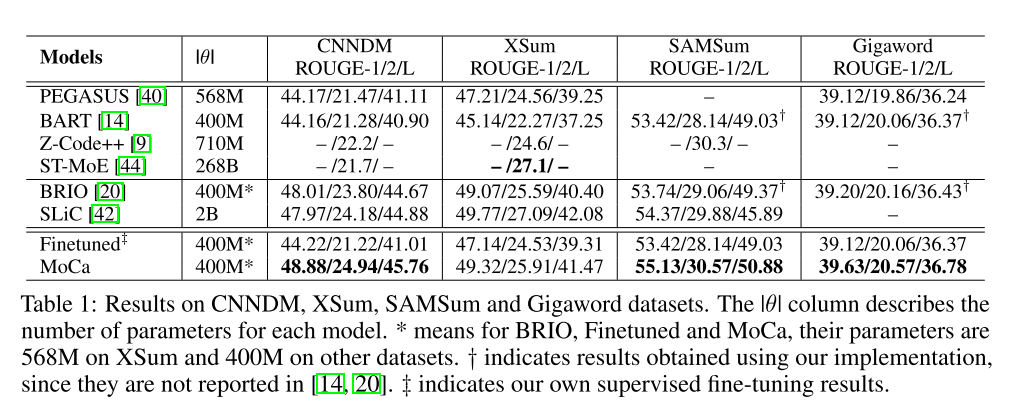 Models |θ| CNNDM XSum SAMSum Gigaword
ROUGE-1/2/L ROUGE-1/2/L ROUGE-1/2/L ROUGE-1/2/L
PEGASUS [40] 568M 44.17/21.47/41.11 47.21/24.56/39.25 – 39.12/19.86/36.24
BART [14] 400M 44.16/21.28/40.90 45.14/22.27/37.25 53.42/28.14/49.03† 39.12/20.06/36.37†
Z-Code++ [9] 710M – /22.2/ – – /24.6/ – – /30.3/ – –
ST-MoE [44] 268B – /21.7/ – – /27.1/ – – –
BRIO [20] 400M* 48.01/23.80/44.67 49.07/25.59/40.40 53.74/29.06/49.37† 39.20/20.16/36.43†
SLiC [42] 2B 47.97/24.18/44.88 49.77/27.09/42.08 54.37/29.88/45.89 –
Finetuned‡ 400M* 44.22/21.22/41.01 47.14/24.53/39.31 53.42/28.14/49.03 39.12/20.06/36.37
MoCa 400M* 48.88/24.94/45.76 49.32/25.91/41.47 55.13/30.57/50.88 39.63/20.57/36.78
Table 1: Results on CNNDM, XSum, SAMSum and Gigaword datasets. The |θ| column describes the
number of parameters for each model. * means for BRIO, Finetuned and MoCa, their parameters are
568M on XSum and 400M on other datasets. † indicates results obtained using our implementation,
since they are not reported in [14, 20]. ‡ indicates our own supervised fine-tuning results.